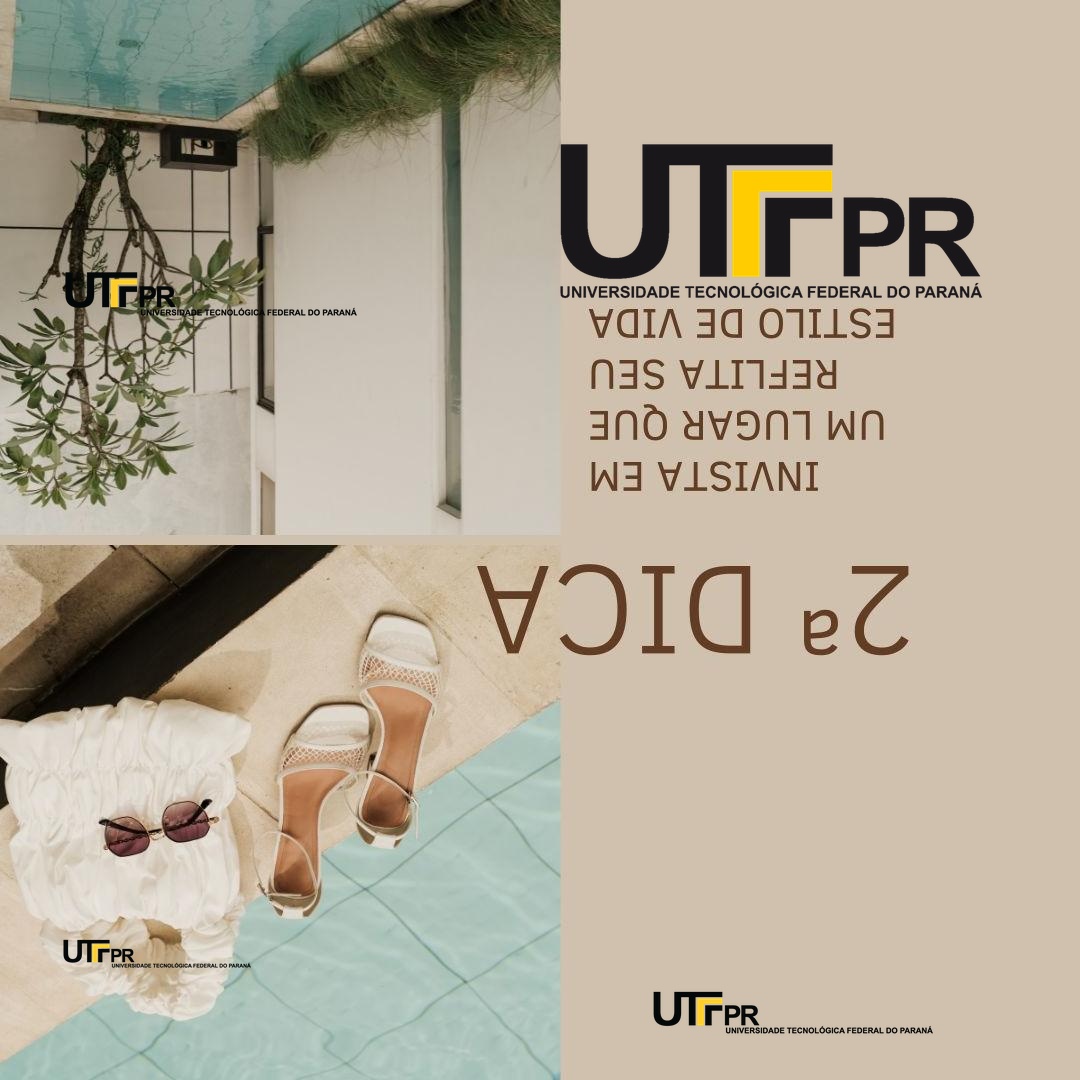 UTFPR
UNIVERSIDADE TECNOLÓGICA FEDERAL DO PARANÁ
2ª DICA
INVISTA EM
UM LUGAR QUE
REFLITA SEU
ESTILO DE VIDA
UTFPR
UNIVERSIDADE TECNOLÓGICA FEDERAL DO PARANÁ
UTFPR
UNIVERSIDADE TECNOLÓGICA FEDERAL DO PARANÁ
UTFPR
UNIVERSIDADE TECNOLÓGICA FEDERAL DO PARANÁ